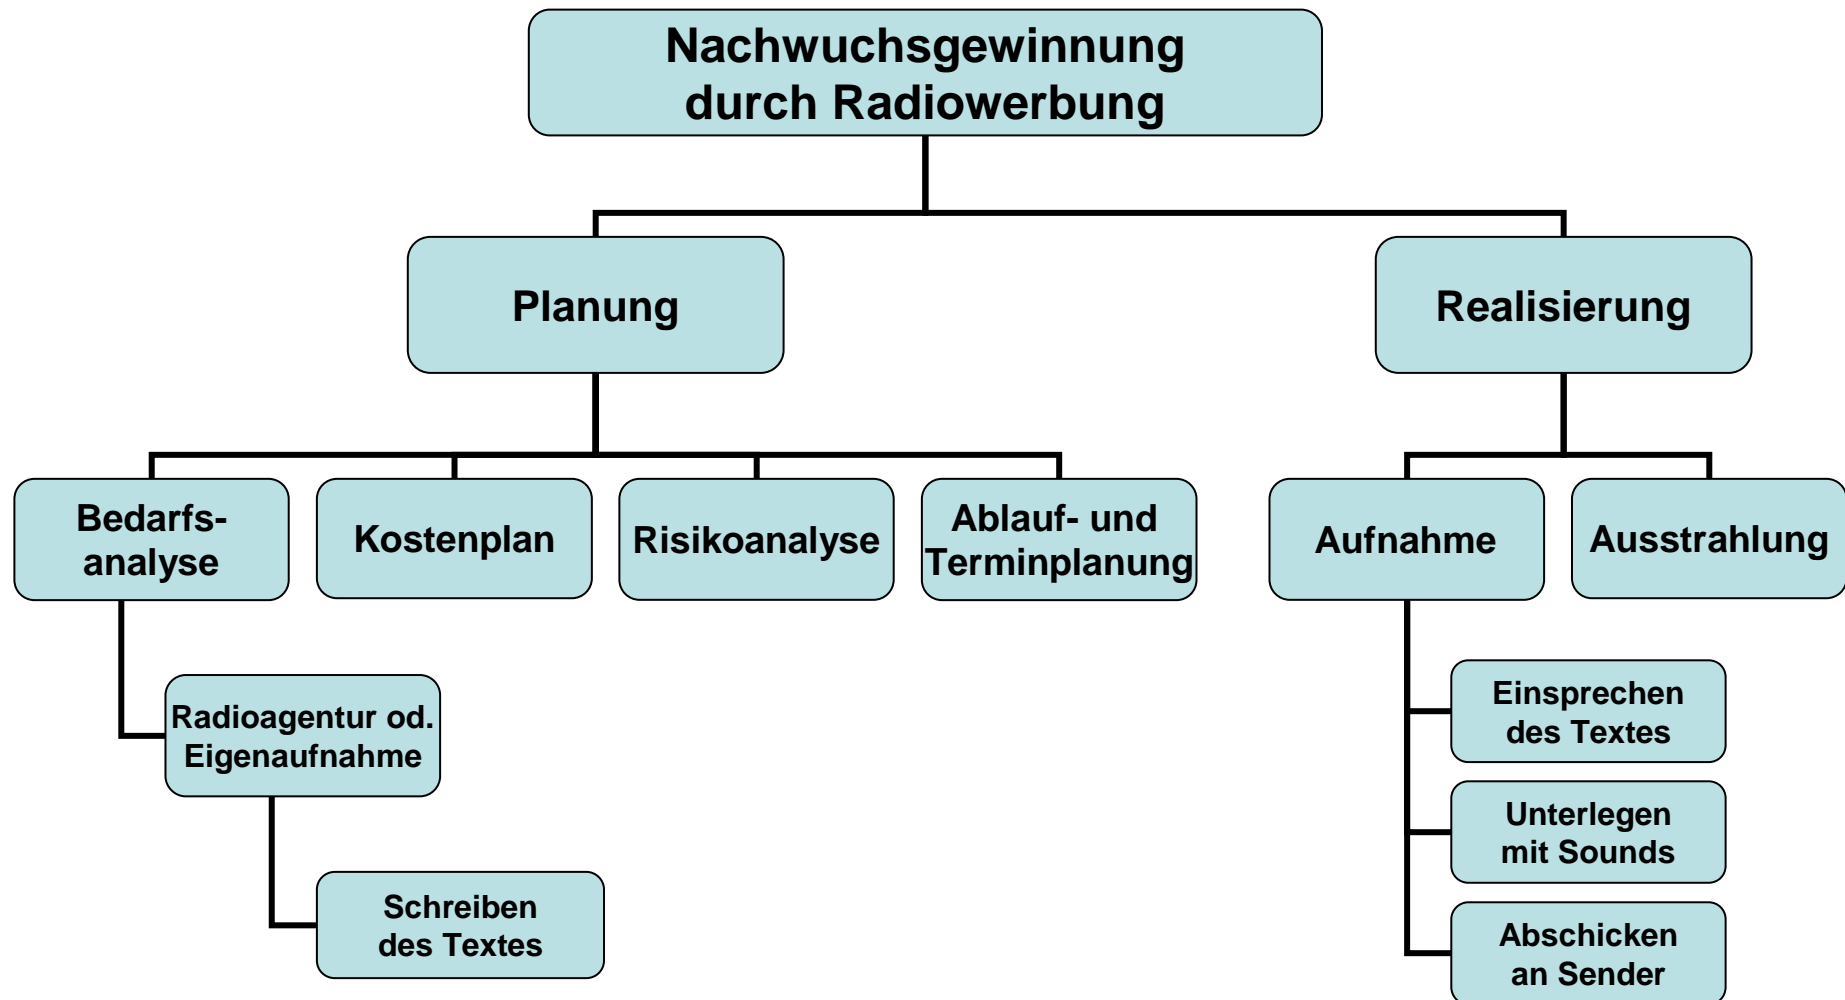 Nachwuchsgewinnung
durch Radiowerbung
Planung
Realisierung
Bedarfs-
analyse
Kostenplan
Risikoanalyse
Ablauf- und
Terminplanung
Aufnahme
Ausstrahlung
Radioagentur od.
Eigenaufnahme
Schreiben
des Textes
Einsprechen
des Textes
Unterlegen
mit Sounds
Abschicken
an Sender